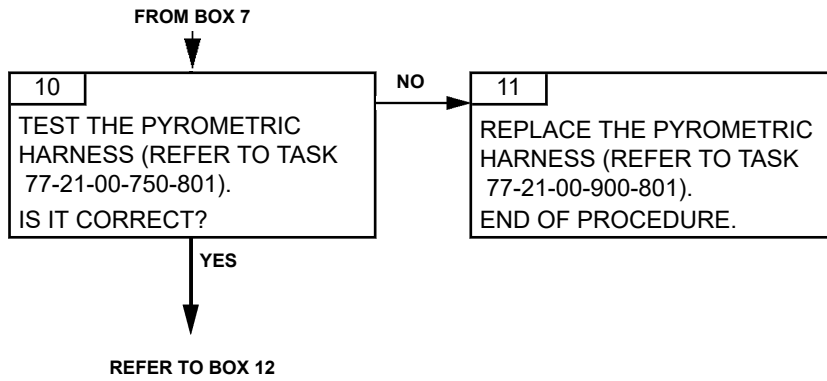 FROM BOX 7
10
TEST THE PYROMETRIC
HARNESS (REFER TO TASK
77-21-00-750-801).
IS IT CORRECT?
NO
11
REPLACE THE PYROMETRIC
HARNESS (REFER TO TASK
77-21-00-900-801).
END OF PROCEDURE.
YES
REFER TO BOX 12